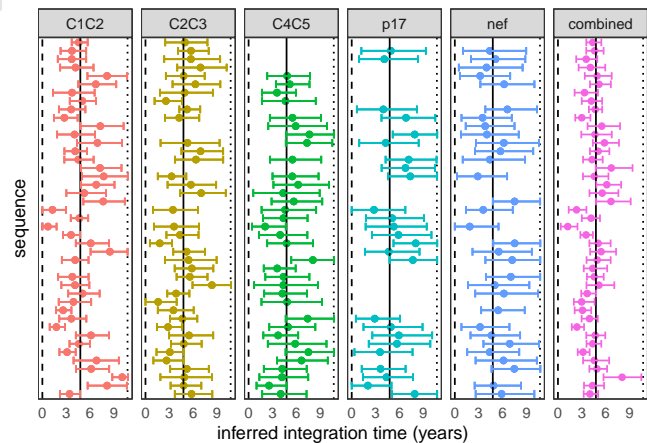 C1C2 C2C3 C4C5 p17 nef combined
sequence
0 3 6 9 0 3 6 9 0 3 6 9 0 3 6 9 0 3 6 9 0 3 6 9
inferred integration time (years)